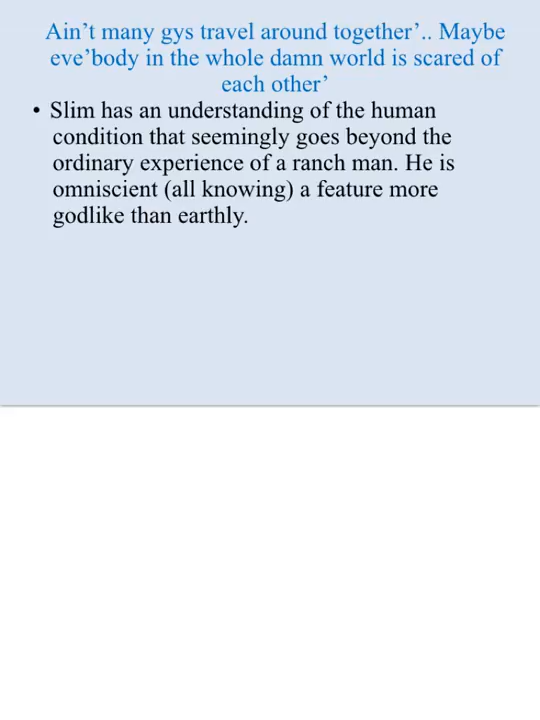 Ain’t many gys travel around together’.. Maybe
eve’body in the whole damn world is scared of
each other’
• Slim has an understanding of the human
condition that seemingly goes beyond the
ordinary experience of a ranch man. He is
omniscient (all knowing) a feature more
godlike than earthly.